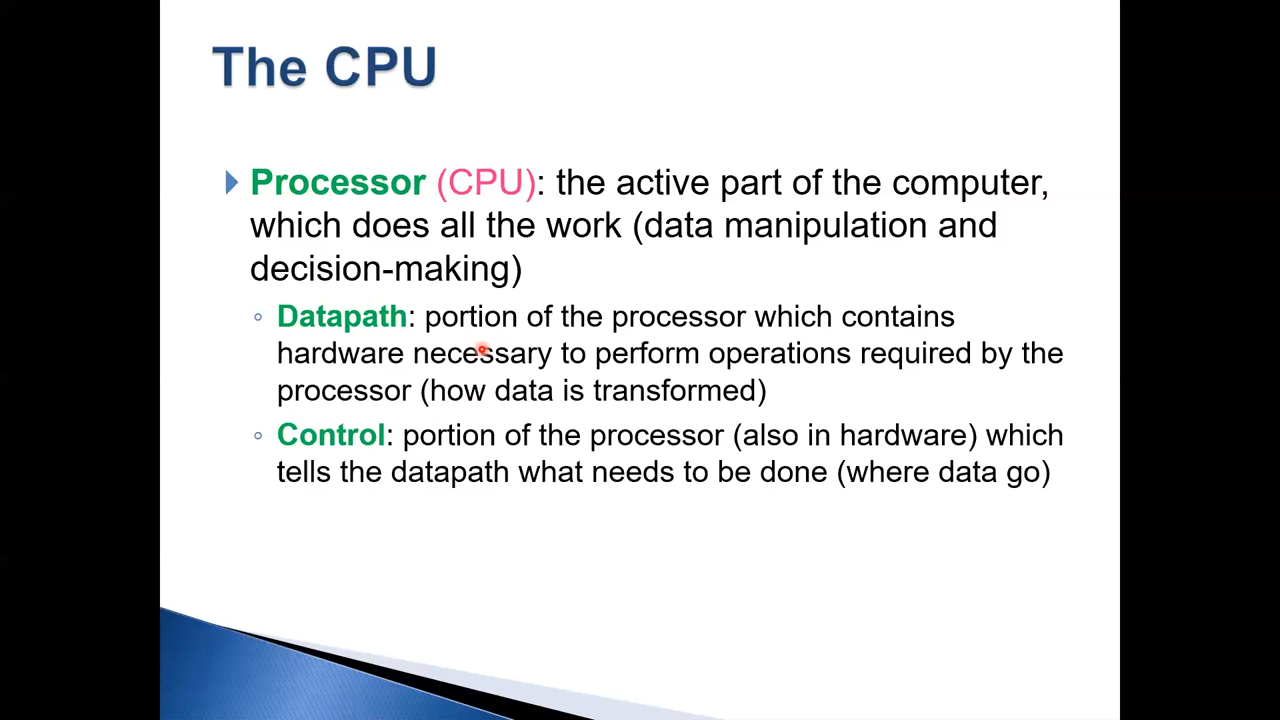 The CPU
Processor (CPU): the active part of the computer,
which does all the work (data manipulation and
decision-making)
Datapath: portion of the processor which contains
hardware necessary to perform operations required by the
processor (how data is transformed)
Control: portion of the processor (also in hardware) which
tells the datapath what needs to be done (where data go)